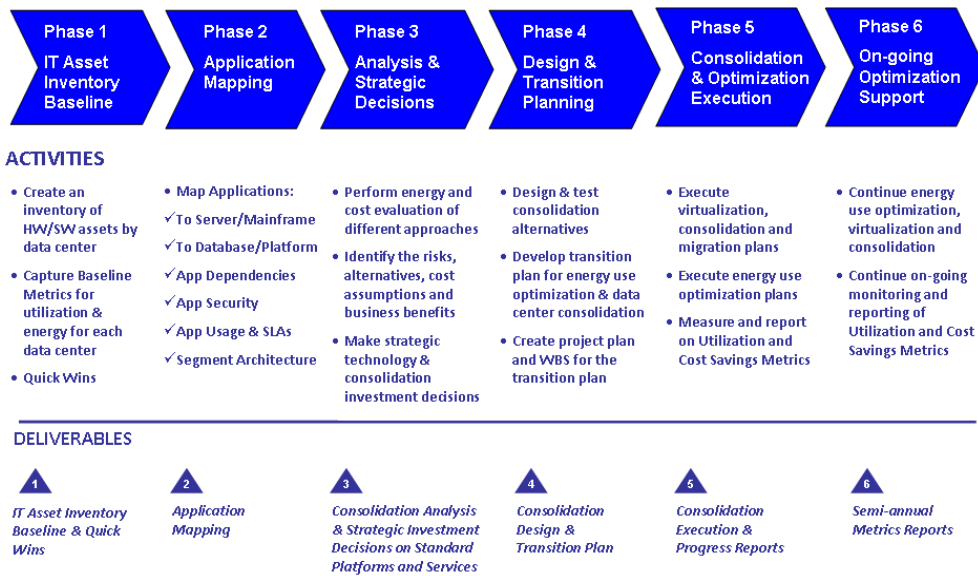 Phase 1
IT Asset
Inventory
Baseline
Phase 2
Application
Mapping
Phase 3
Analysis &
Strategic
Decisions
Phase 4
Design &
Transition
Planning
Phase 5
Consolidation
& Optimization
Execution
Phase 6
On-going
Optimization
Support
ACTIVITIES
• Create an
inventory of
HW/SW assets by
data center
• Capture Baseline
Metrics for
utilization &
energy for each
data center
• Quick Wins
• Map Applications:
✓To Server/Mainframe
✓To Database/Platform
✓App Dependencies
✓App Security
✓App Usage & SLAs
✓Segment Architecture
• Perform energy and
cost evaluation of
different approaches
• Identify the risks,
alternatives, cost
assumptions and
business benefits
• Make strategic
technology &
consolidation
investment decisions
• Design & test
consolidation
alternatives
• Develop transition
plan for energy use
optimization & data
center consolidation
• Create project plan
and WBS for the
transition plan
• Execute
virtualization,
consolidation and
migration plans
• Execute energy use
optimization plans
• Measure and report
on Utilization and
Cost Savings Metrics
• Continue energy
use optimization,
virtualization and
consolidation
• Continue on-going
monitoring and
reporting of
Utilization and Cost
Savings Metrics
DELIVERABLES
1
IT Asset Inventory
Baseline & Quick
Wins
2
Application
Mapping
3
Consolidation Analysis
& Strategic Investment
Decisions on Standard
Platforms and Services
4
Consolidation
Design &
Transition Plan
5
Consolidation
Execution &
Progress Reports
6
Semi-annual
Metrics Reports